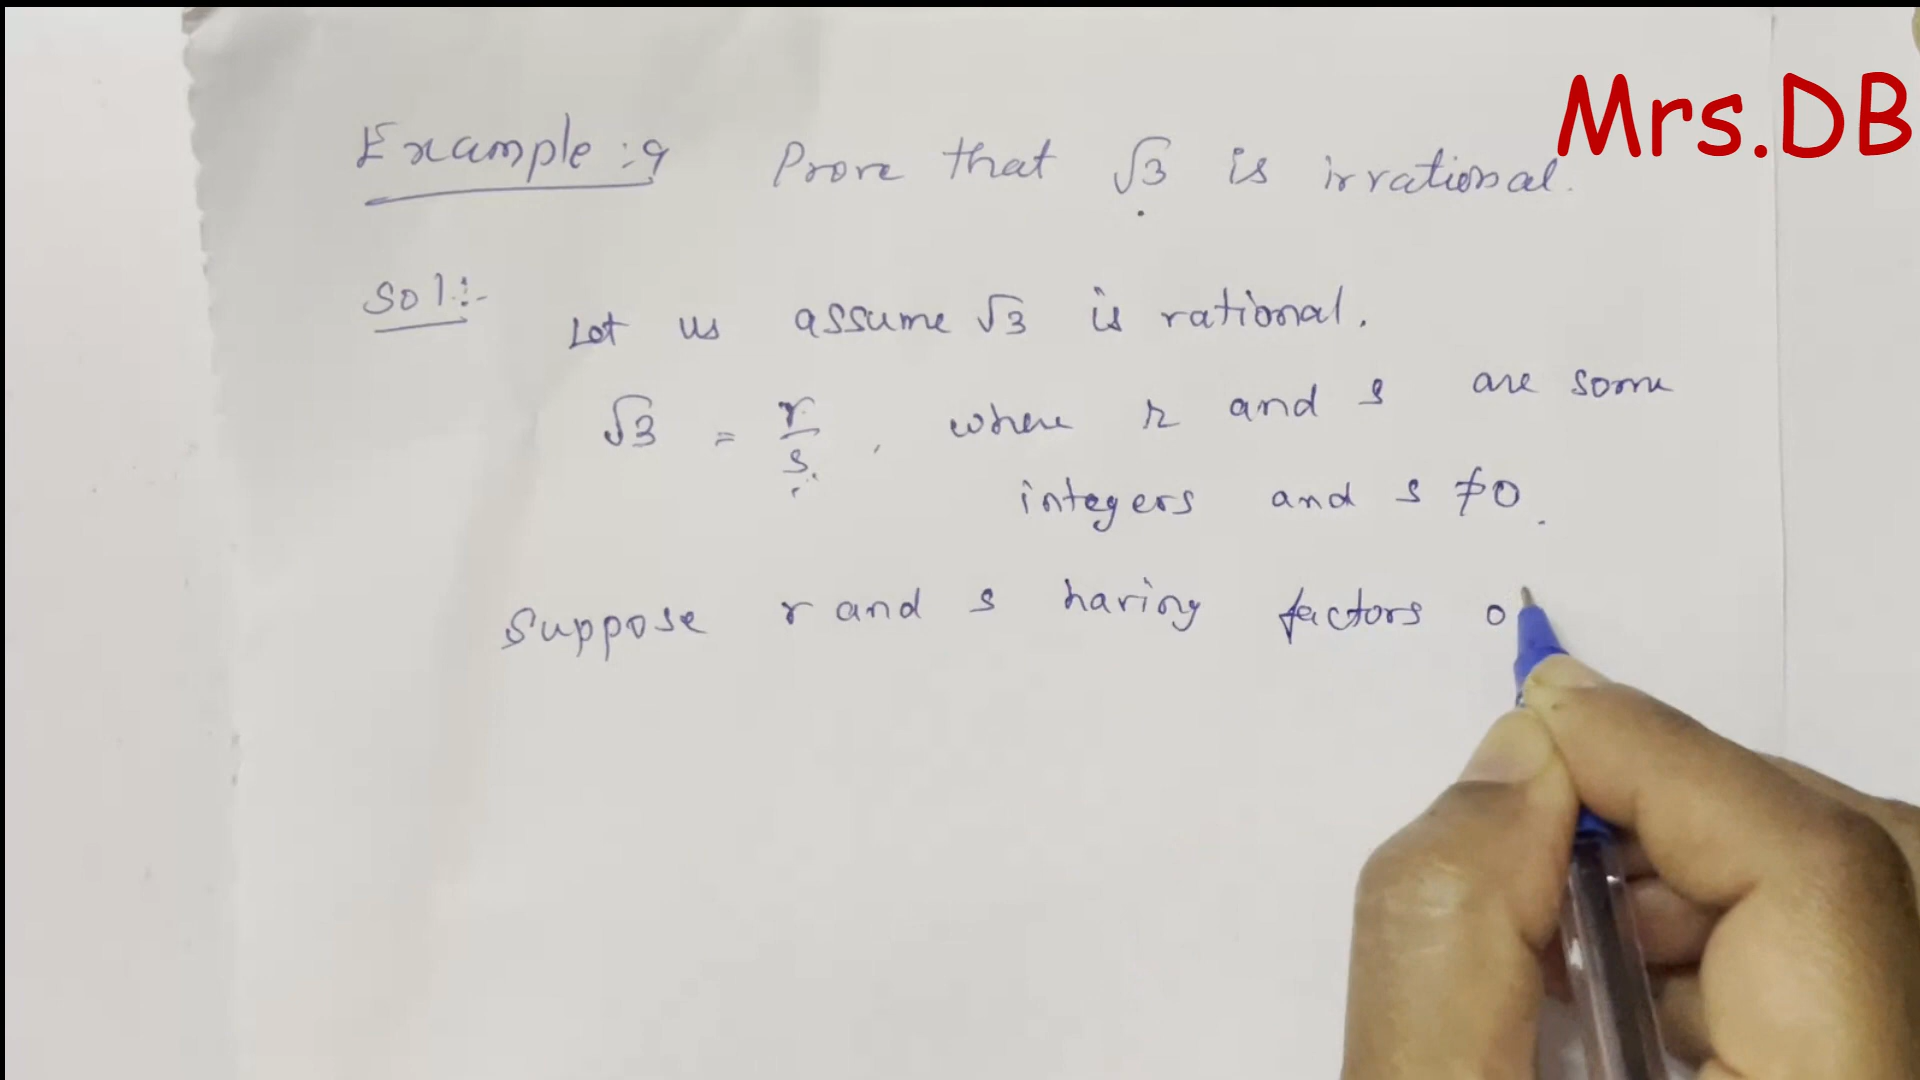 Mrs.DB
Example :9 Prove that √3 is irrational.
Sol:-
Let us assume √3 is rational.
√3 = r/s, where r and s are some
integers and s ≠0.
Suppose r and s having factors o